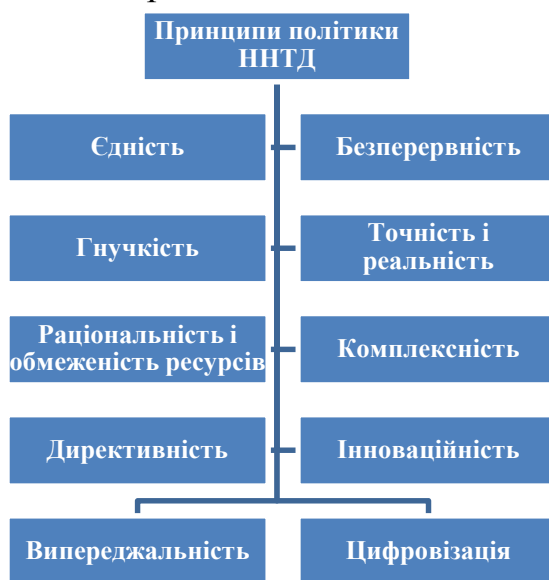 Принципи політики
ННТД
Єдність
Безперервність
Гнучкість
Точність і
реальність
Раціональність і
обмеженість ресурсів
Комплексність
Директивність
Інноваційність
Випереджальність
Цифровізація